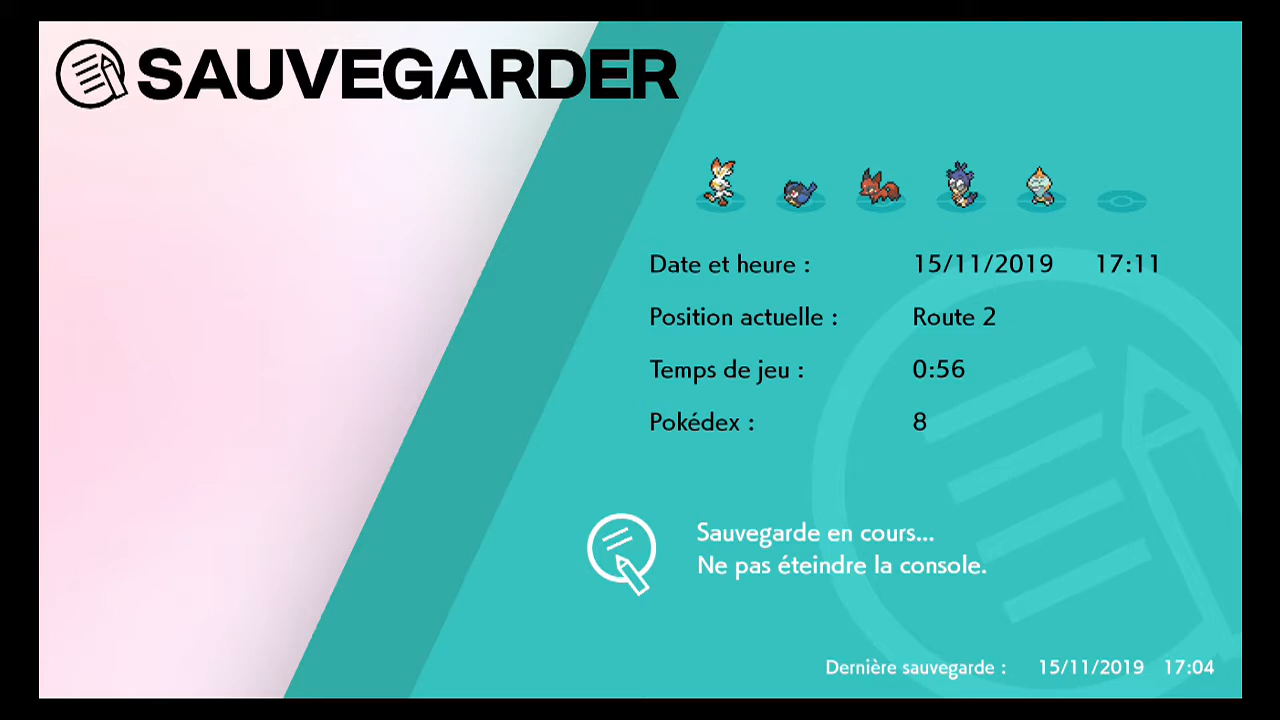 SAUVEGARDER
Date et heure : 15/11/2019 17:11
Position actuelle : Route 2
Temps de jeu : 0:56
Pokédex : 8
Sauvegarde en cours...
Ne pas éteindre la console.
Dernière sauvegarde : 15/11/2019 17:04